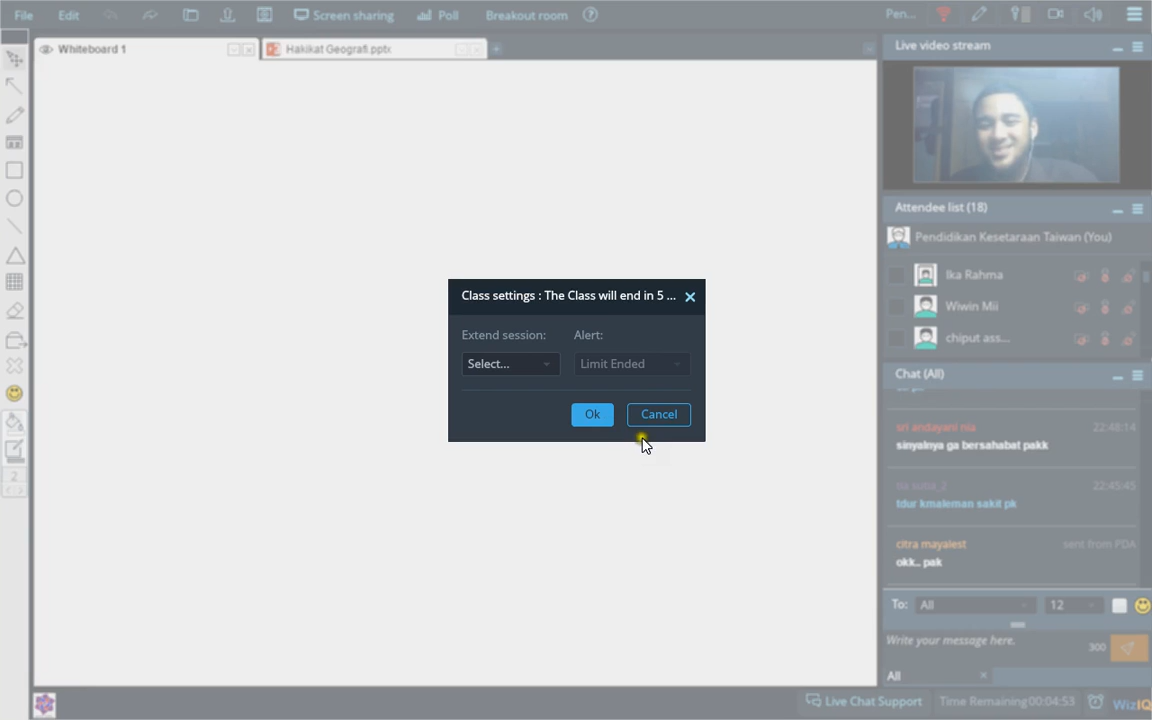 File Edit Screen sharing Poll Breakout room ? Pen...
Whiteboard 1 Hakikat Geografi.pptx
Live video stream
Attendee list (18)
Pendidikan Kesetaraan Taiwan (You)
Ika Rahma
Wiwin Mii
chiput ass...
Class settings : The Class will end in 5 ...
Extend session: Alert:
Select... Limit Ended
Ok Cancel
Chat (All)
sri andayani nia 22:48:14
sinyalnya ga bersahabat pakk
22:45:45
tdur kmaleman sakit pk
citra mayalest sent from PDA
okk.. pak
To: All 12
Write your message here. 300
All
2
Live Chat Support Time Remaining 00:04:53 WizIQ